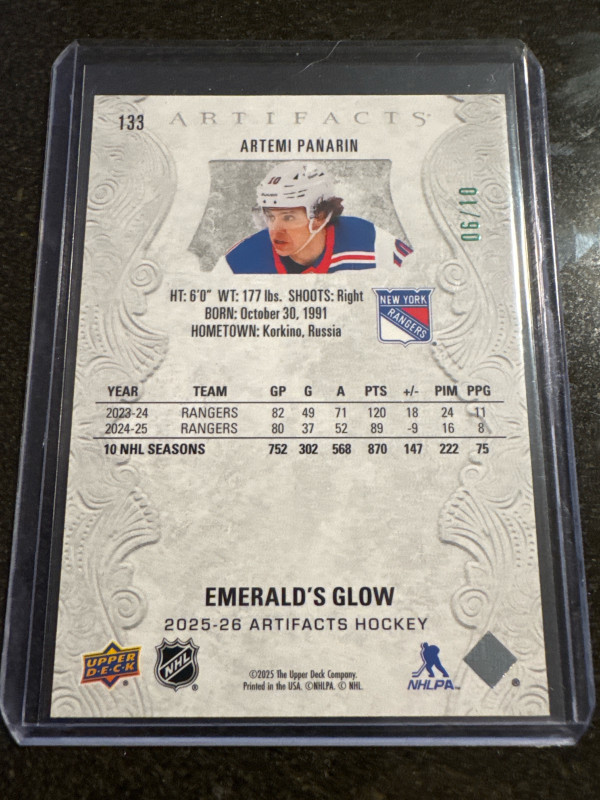 133
ARTIFACTS
ARTEMI PANARIN
10
10
06/10
HT: 6'0" WT: 177 lbs. SHOOTS: Right
BORN: October 30, 1991
HOMETOWN: Korkino, Russia
NEW YORK
RANGERS
YEAR TEAM GP G A PTS +/- PIM PPG
2023-24 RANGERS 82 49 71 120 18 24 11
2024-25 RANGERS 80 37 52 89 -9 16 8
10 NHL SEASONS 752 302 568 870 147 222 75
EMERALD'S GLOW
2025-26 ARTIFACTS HOCKEY
UPPER
D·E·C·K
NHL
©2025 The Upper Deck Company.
Printed in the USA. ©NHLPA. © NHL.
NHLPA